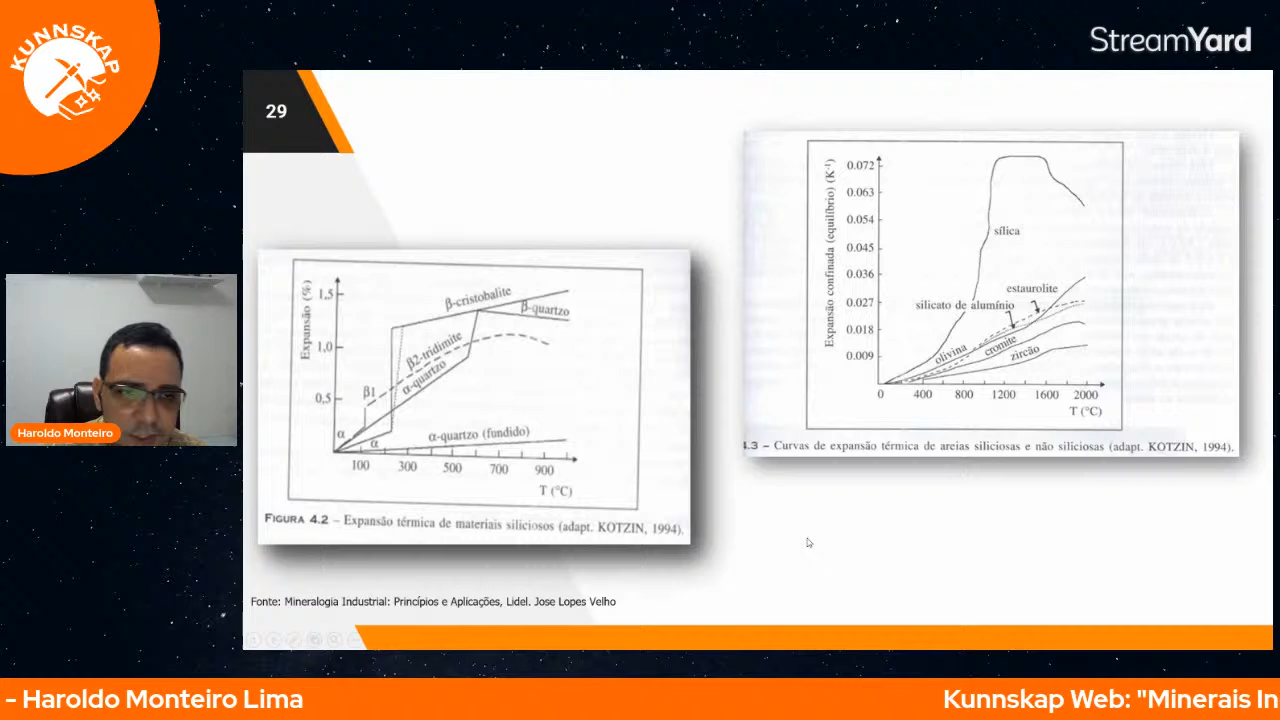 KUNNSKAP
StreamYard
29
Expansão (%)
1,5
1,0
0,5
β-cristobalite
β-quartzo
β2-tridimite
α-quartzo
β1
α
α
α-quartzo (fundido)
100 300 500 700 900
T (°C)
FIGURA 4.2 – Expansão térmica de materiais siliciosos (adapt. KOTZIN, 1994).
Expansão confinada (equilíbrio) (K⁻¹)
0.072
0.063
0.054
0.045
0.036
0.027
0.018
0.009
sílica
estaurolite
silicato de alumínio
olivina
cromite
zircão
0 400 800 1200 1600 2000
T (°C)
4.3 – Curvas de expansão térmica de areias siliciosas e não siliciosas (adapt. KOTZIN, 1994).
Haroldo Monteiro
Fonte: Mineralogia Industrial: Princípios e Aplicações, Lidel. Jose Lopes Velho
– Haroldo Monteiro Lima
Kunnskap Web: "Minerais In